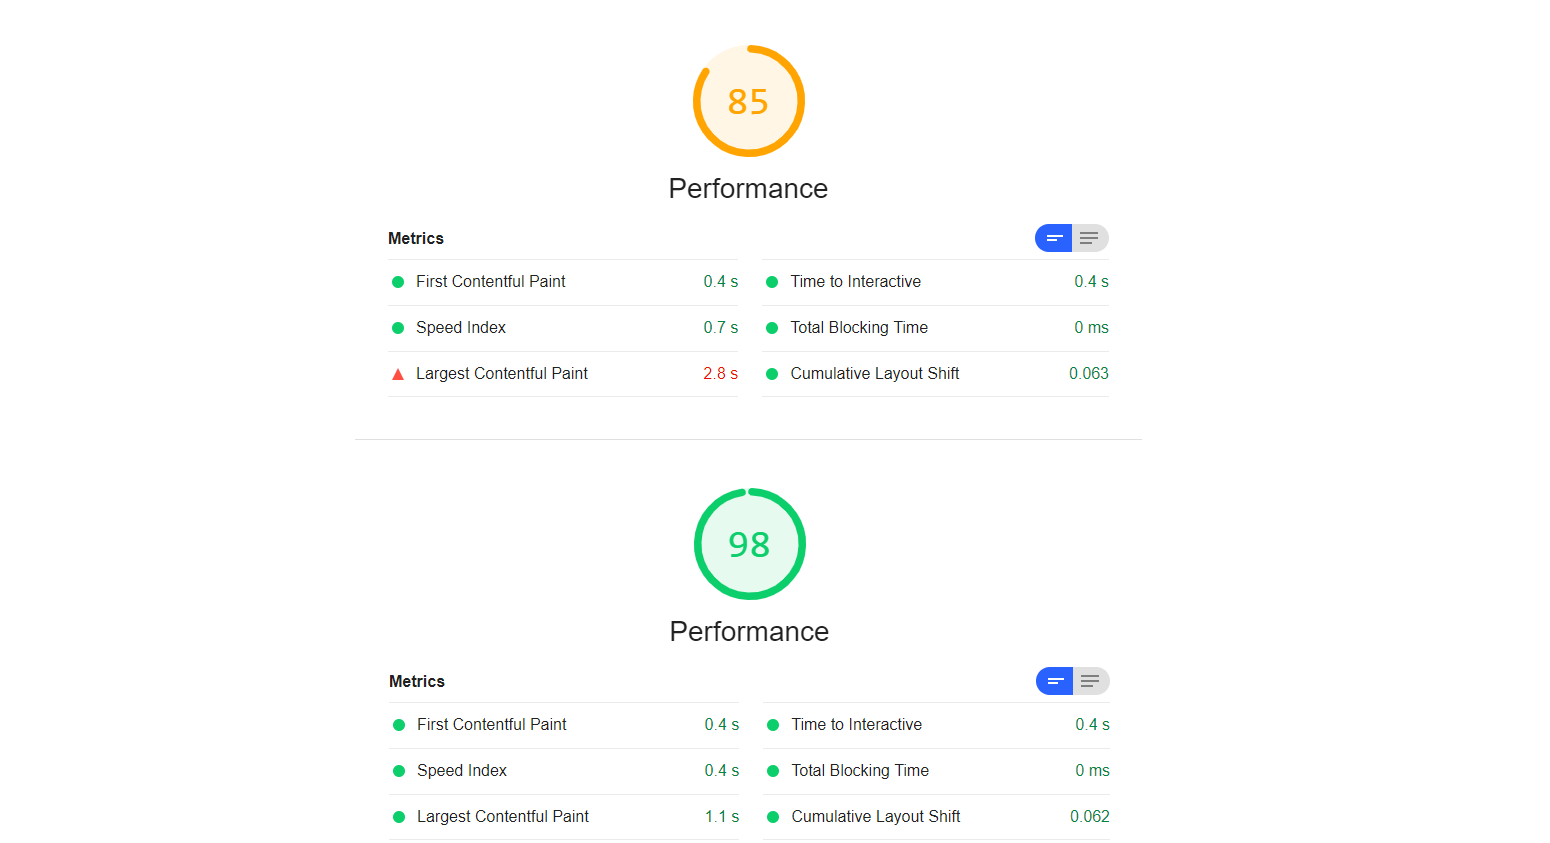 85
Performance
Metrics
First Contentful Paint 0.4 s Time to Interactive 0.4 s
Speed Index 0.7 s Total Blocking Time 0 ms
Largest Contentful Paint 2.8 s Cumulative Layout Shift 0.063
98
Performance
Metrics
First Contentful Paint 0.4 s Time to Interactive 0.4 s
Speed Index 0.4 s Total Blocking Time 0 ms
Largest Contentful Paint 1.1 s Cumulative Layout Shift 0.062